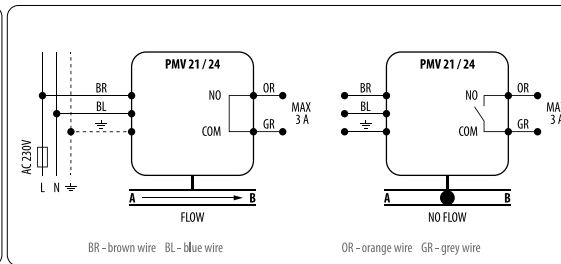 PMV 21 / 24
BR
BL
NO
COM
OR
GR
MAX
3 A
AC 230V
L N
A B
FLOW
PMV 21 / 24
BR
BL
NO
COM
OR
GR
MAX
3 A
A B
NO FLOW
BR – brown wire BL – blue wire
OR – orange wire GR – grey wire